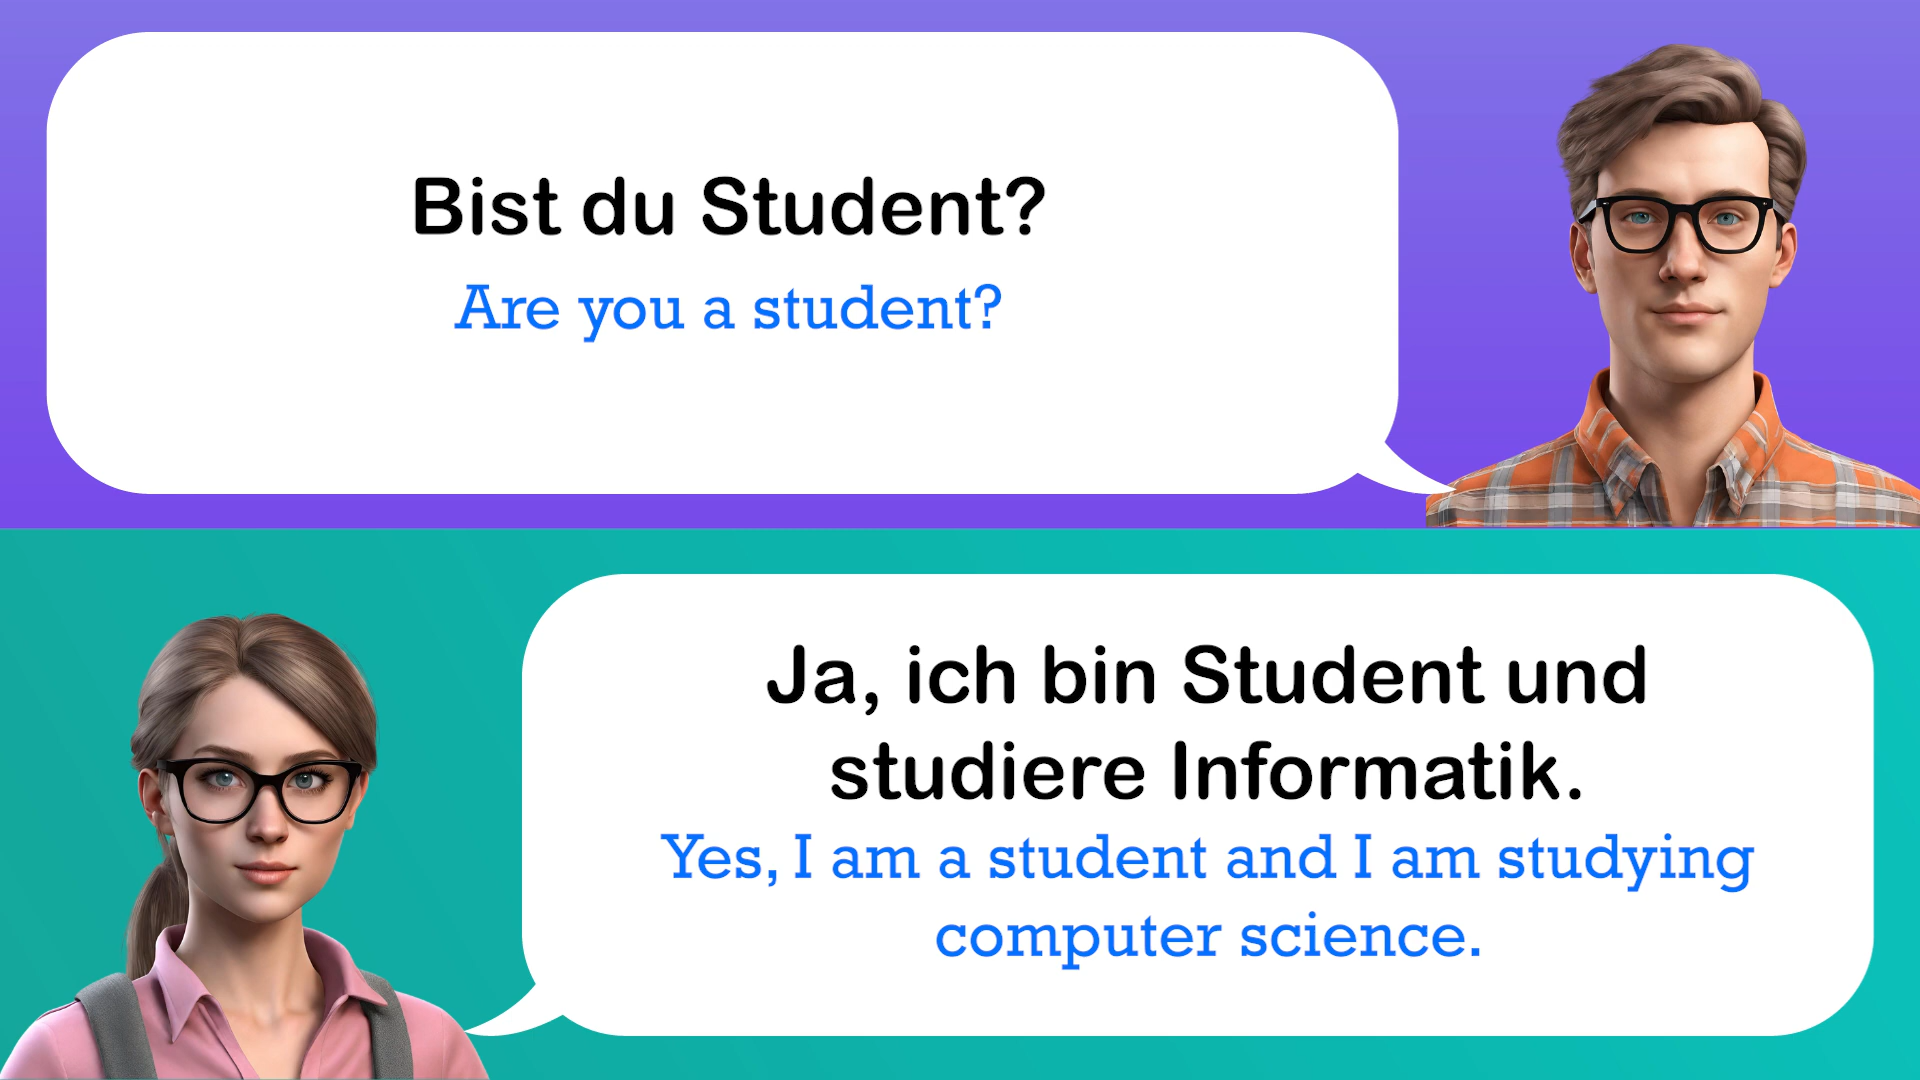 Bist du Student?
Are you a student?
Ja, ich bin Student und
studiere Informatik.
Yes, I am a student and I am studying
computer science.